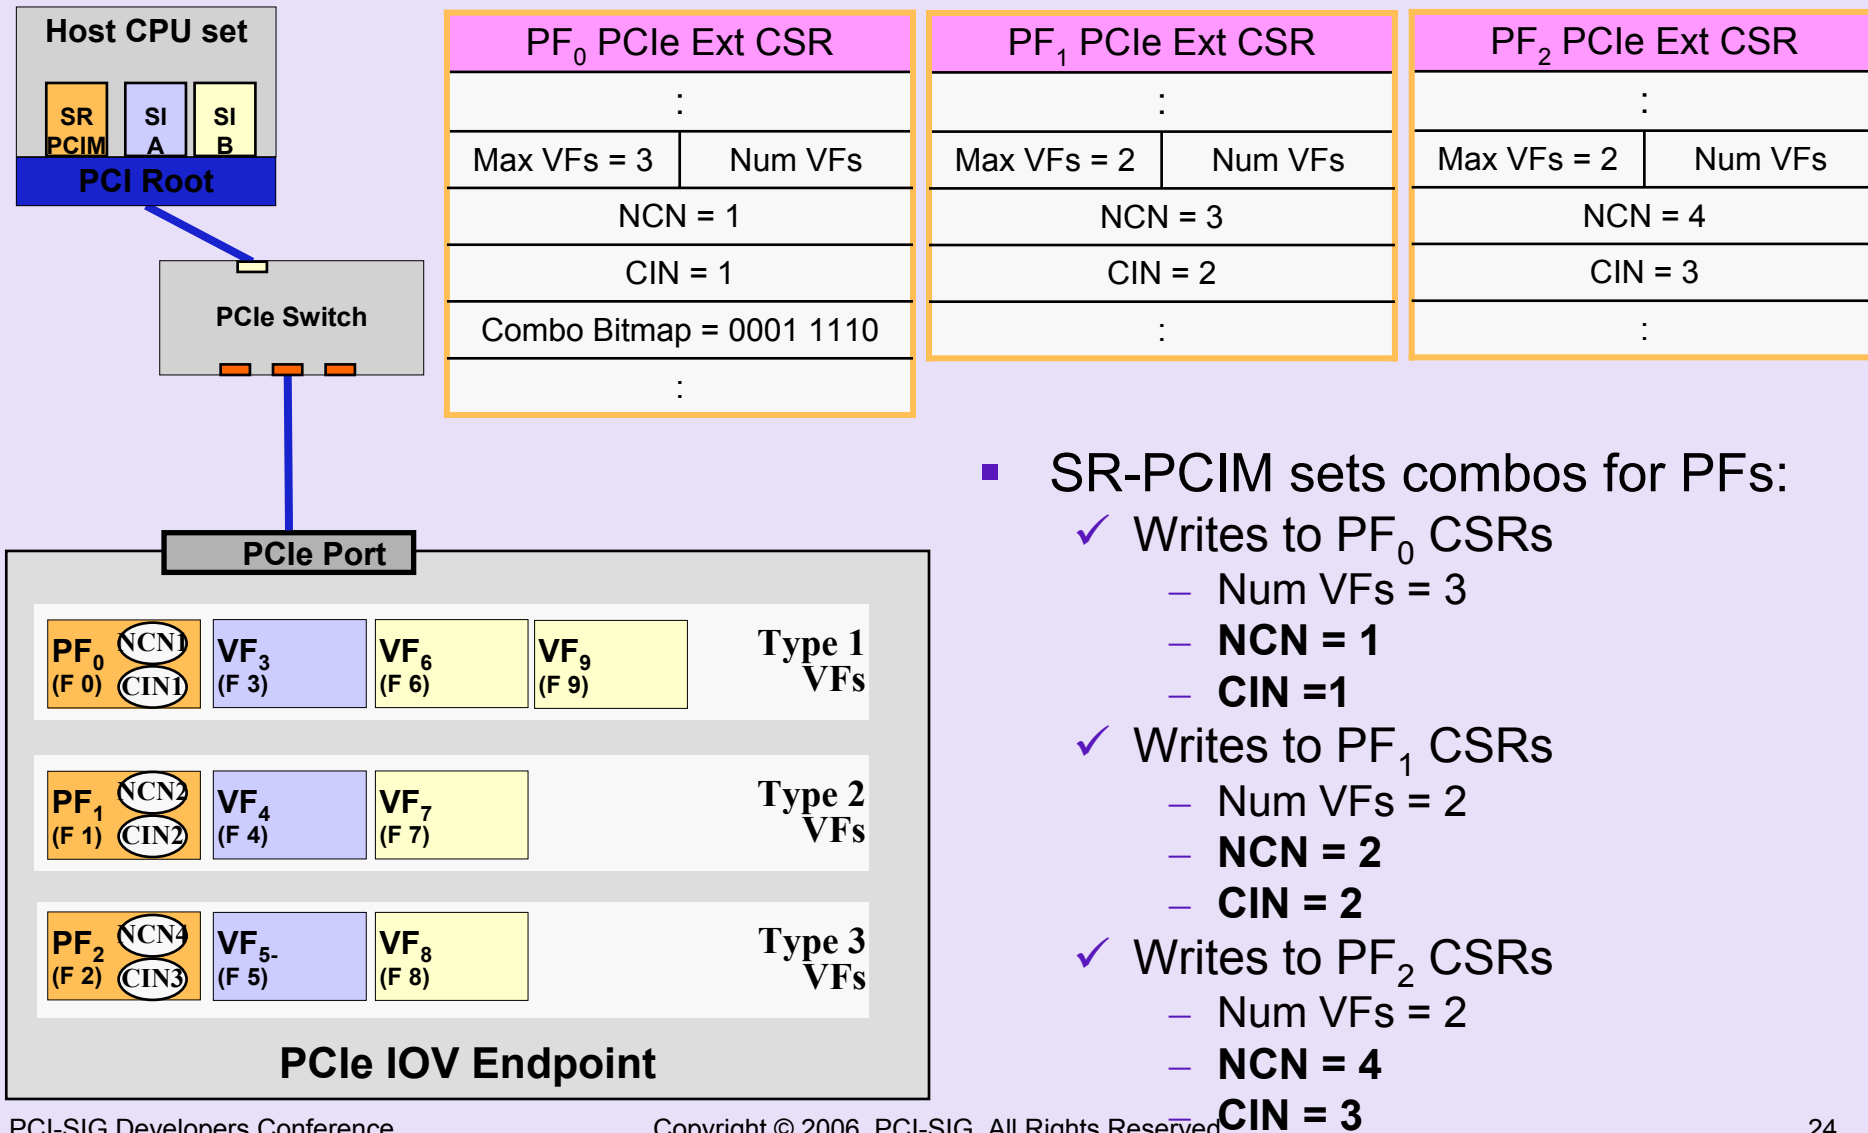 Host CPU set
SR
PCIM
SI
A
SI
B
PCI Root
PCIe Switch
PF0 PCIe Ext CSR
:
Max VFs = 3 Num VFs
NCN = 1
CIN = 1
Combo Bitmap = 0001 1110
:
PF1 PCIe Ext CSR
:
Max VFs = 2 Num VFs
NCN = 3
CIN = 2
:
PF2 PCIe Ext CSR
:
Max VFs = 2 Num VFs
NCN = 4
CIN = 3
:
PCIe Port
PF0
(F 0)
NCN1
CIN1
VF3
(F 3)
VF6
(F 6)
VF9
(F 9)
Type 1
VFs
PF1
(F 1)
NCN2
CIN2
VF4
(F 4)
VF7
(F 7)
Type 2
VFs
PF2
(F 2)
NCN4
CIN3
VF5-
(F 5)
VF8
(F 8)
Type 3
VFs
PCIe IOV Endpoint
▪ SR-PCIM sets combos for PFs:
✓ Writes to PF0 CSRs
– Num VFs = 3
– NCN = 1
– CIN =1
✓ Writes to PF1 CSRs
– Num VFs = 2
– NCN = 2
– CIN = 2
✓ Writes to PF2 CSRs
– Num VFs = 2
– NCN = 4
– CIN = 3
PCI-SIG Developers Conference
Copyright © 2006, PCI-SIG, All Rights Reserved
24